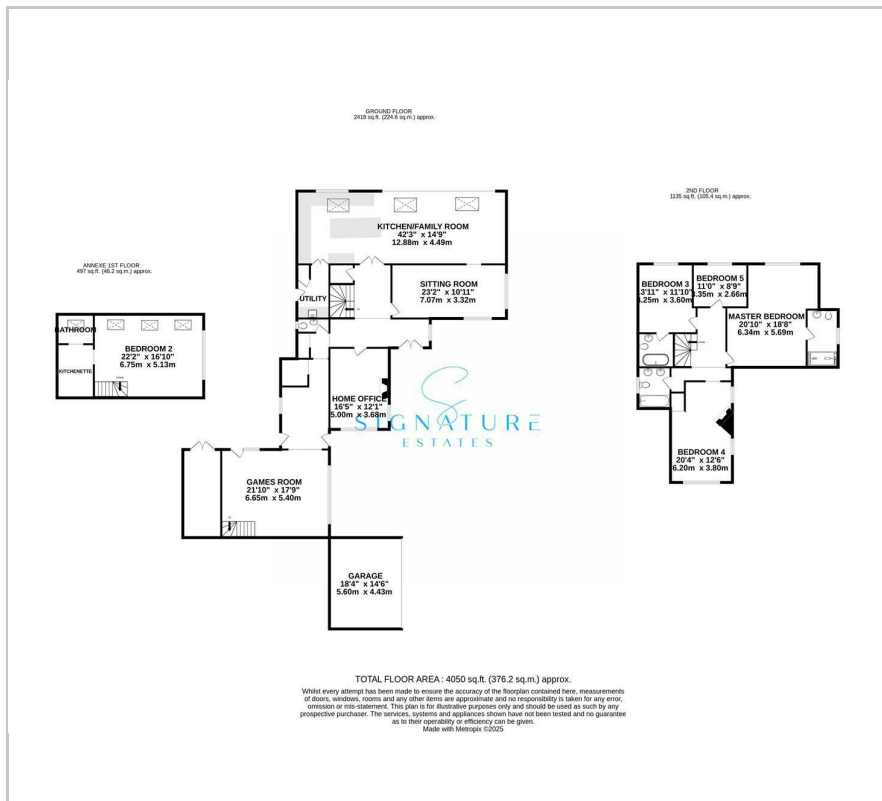 GROUND FLOOR
2418 sq.ft. (224.6 sq.m.) approx.
KITCHEN/FAMILY ROOM
42'3" x 14'9"
12.88m x 4.49m
SITTING ROOM
23'2" x 10'11"
7.07m x 3.32m
UTILITY
HOME OFFICE
16'5" x 12'1"
5.00m x 3.68m
GAMES ROOM
21'10" x 17'9"
6.65m x 5.40m
GARAGE
18'4" x 14'6"
5.60m x 4.43m
ANNEXE 1ST FLOOR
497 sq.ft. (46.2 sq.m.) approx.
BATHROOM
BEDROOM 2
22'2" x 16'10"
6.75m x 5.13m
KITCHENETTE
2ND FLOOR
1135 sq.ft. (105.4 sq.m.) approx.
BEDROOM 3
3'11" x 11'10"
.25m x 3.60m
BEDROOM 5
11'0" x 8'9"
3.35m x 2.66m
MASTER BEDROOM
20'10" x 18'8"
6.34m x 5.69m
BEDROOM 4
20'4" x 12'6"
6.20m x 3.80m
S
SIGNATURE
ESTATES
TOTAL FLOOR AREA : 4050 sq.ft. (376.2 sq.m.) approx.
Whilst every attempt has been made to ensure the accuracy of the floorplan contained here, measurements
of doors, windows, rooms and any other items are approximate and no responsibility is taken for any error,
omission or mis-statement. This plan is for illustrative purposes only and should be used as such by any
prospective purchaser. The services, systems and appliances shown have not been tested and no guarantee
as to their operability or efficiency can be given.
Made with Metropix ©2025